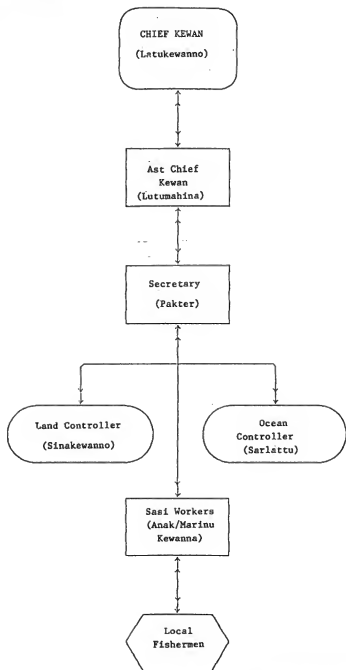 CHIEF KEWAN
(Latukewanno)
Ast Chief
Kewan
(Lutumahina)
Secretary
(Pakter)
Land Controller
(Sinakewanno)
Ocean
Controller
(Sarlattu)
Sasi Workers
(Anak/Marinu
Kewanna)
Local
Fishermen